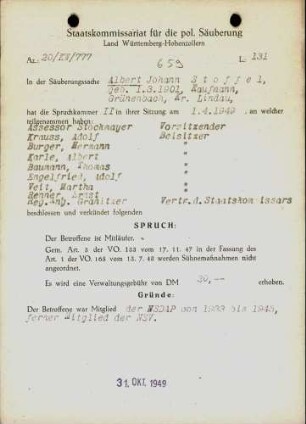 Staatskommissariat für die pol. Säuberung
Land Württemberg-Hohenzollern
Az.: 20/XX/777
659
L: 131
In der Säuberungssache Albert Johann Stoffel,
geb. 1.3.1901, Kaufmann,
Grünenbach, Kr. Lindau,
hat die Spruchkammer II in ihrer Sitzung am 1.4.1949 an welcher
teilgenommen haben:
Assessor Stockmayer Vorsitzender
Krauss, Adolf Beisitzer
Burger, Hermann "
Karle, Albert "
Baumann, Thomas "
Engelfried, Adolf "
Veit, Martha "
Renner, Ernst "
Reg.Ang. Granitzer Vertr.d.Staatskommissars
beschlossen und verkündet folgenden
SPRUCH:
Der Betroffene ist Mitläufer.
Gem. Art. 3 der VO. 133 vom 17. 11. 47 in der Fassung des
Art. 1 der VO. 165 vom 13. 7. 48 werden Sühnemaßnahmen nicht
angeordnet.
Es wird eine Verwaltungsgebühr von DM 30,— erhoben.
Gründe:
Der Betroffene war Mitglied der NSDAP von 1933 bis 1945,
ferner Mitglied der NSV.
31. OKT. 1949